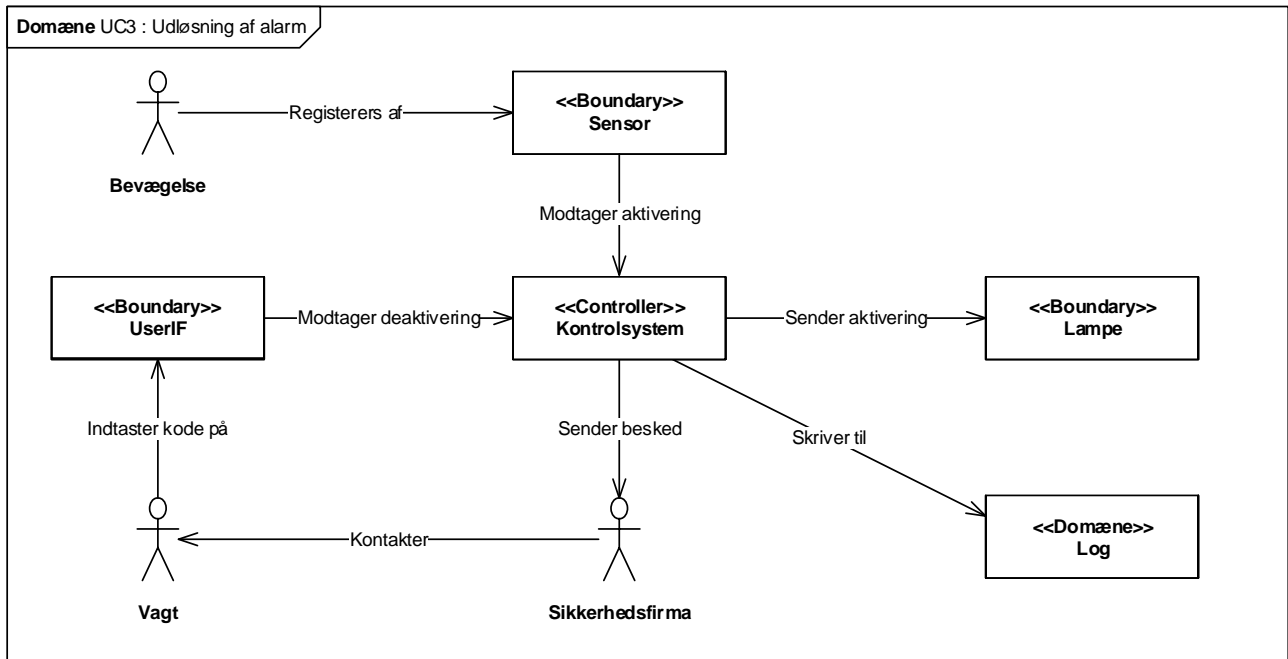 Domæne UC3 : Udløsning af alarm
Registerers af
<<Boundary>>
Sensor
Bevægelse
Modtager aktivering
<<Boundary>>
UserIF
Modtager deaktivering
<<Controller>>
Kontrolsystem
Sender aktivering
<<Boundary>>
Lampe
Indtaster kode på
Sender besked
Skriver til
Kontakter
<<Domæne>>
Log
Vagt
Sikkerhedsfirma